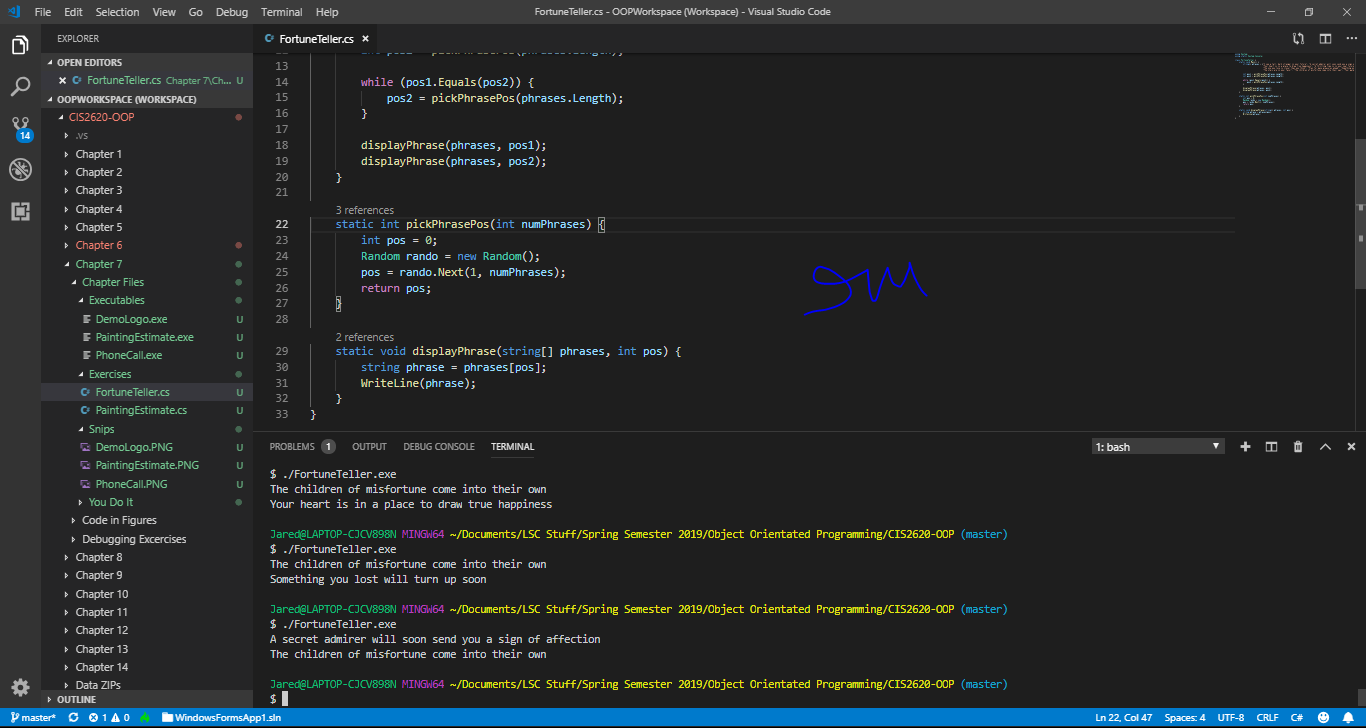 File Edit Selection View Go Debug Terminal Help
FortuneTeller.cs - OOPWorkspace (Workspace) - Visual Studio Code
EXPLORER
OPEN EDITORS
FortuneTeller.cs Chapter 7\Ch... U
OOPWORKSPACE (WORKSPACE)
CIS2620-OOP
.vs
Chapter 1
Chapter 2
Chapter 3
Chapter 4
Chapter 5
Chapter 6
Chapter 7
Chapter Files
Executables
DemoLogo.exe U
PaintingEstimate.exe U
PhoneCall.exe U
Exercises
FortuneTeller.cs U
PaintingEstimate.cs U
Snips
DemoLogo.PNG U
PaintingEstimate.PNG U
PhoneCall.PNG U
You Do It
Code in Figures
Debugging Excercises
Chapter 8
Chapter 9
Chapter 10
Chapter 11
Chapter 12
Chapter 13
Chapter 14
Data ZIPs
OUTLINE
14
FortuneTeller.cs
13
14 while (pos1.Equals(pos2)) {
15 pos2 = pickPhrasePos(phrases.Length);
16 }
17
18 displayPhrase(phrases, pos1);
19 displayPhrase(phrases, pos2);
20 }
21
3 references
22 static int pickPhrasePos(int numPhrases) {
23 int pos = 0;
24 Random rando = new Random();
25 pos = rando.Next(1, numPhrases);
26 return pos;
27 }
28
2 references
29 static void displayPhrase(string[] phrases, int pos) {
30 string phrase = phrases[pos];
31 WriteLine(phrase);
32 }
33 }
PROBLEMS 1 OUTPUT DEBUG CONSOLE TERMINAL 1: bash
$ ./FortuneTeller.exe
The children of misfortune come into their own
Your heart is in a place to draw true happiness
Jared@LAPTOP-CJCV898N MINGW64 ~/Documents/LSC Stuff/Spring Semester 2019/Object Orientated Programming/CIS2620-OOP (master)
$ ./FortuneTeller.exe
The children of misfortune come into their own
Something you lost will turn up soon
Jared@LAPTOP-CJCV898N MINGW64 ~/Documents/LSC Stuff/Spring Semester 2019/Object Orientated Programming/CIS2620-OOP (master)
$ ./FortuneTeller.exe
A secret admirer will soon send you a sign of affection
The children of misfortune come into their own
Jared@LAPTOP-CJCV898N MINGW64 ~/Documents/LSC Stuff/Spring Semester 2019/Object Orientated Programming/CIS2620-OOP (master)
$
master* 1 0 WindowsFormsApp1.sln Ln 22, Col 47 Spaces: 4 UTF-8 CRLF C#